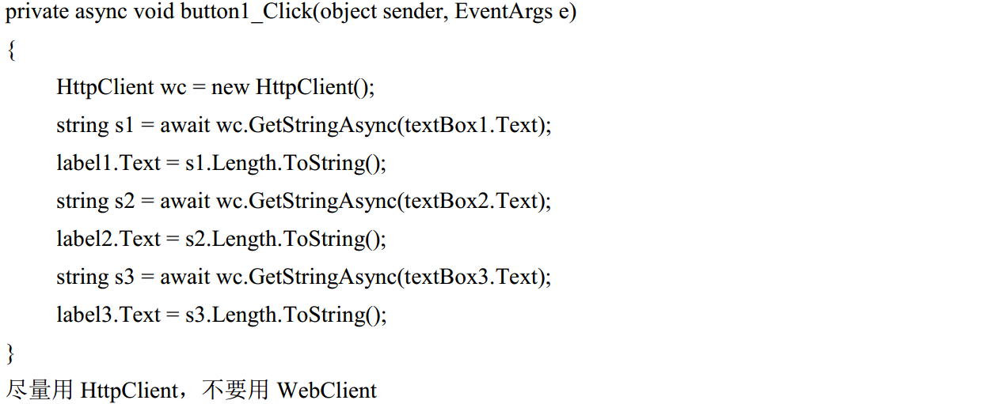 private async void button1_Click(object sender, EventArgs e)
{
HttpClient wc = new HttpClient();
string s1 = await wc.GetStringAsync(textBox1.Text);
label1.Text = s1.Length.ToString();
string s2 = await wc.GetStringAsync(textBox2.Text);
label2.Text = s2.Length.ToString();
string s3 = await wc.GetStringAsync(textBox3.Text);
label3.Text = s3.Length.ToString();
}
尽量用 HttpClient，不要用 WebClient